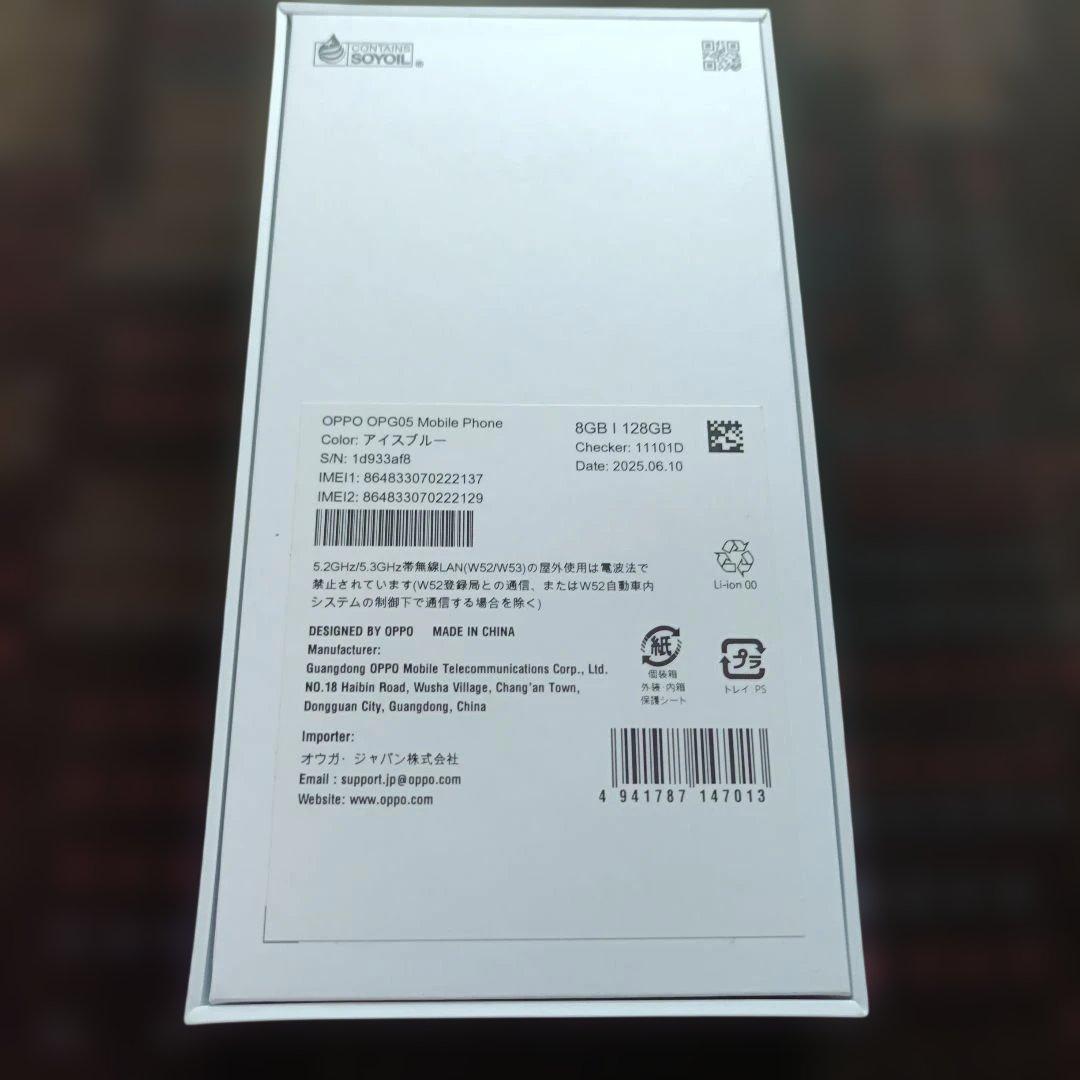 CONTAINS
SOYOIL®
OPPO OPG05 Mobile Phone
Color: アイスブルー
S/N: 1d933af8
IMEI1: 864833070222137
IMEI2: 864833070222129
8GB | 128GB
Checker: 11101D
Date: 2025.06.10
5.2GHz/5.3GHz帯無線LAN(W52/W53)の屋外使用は電波法で
禁止されています(W52登録局との通信、またはW52自動車内
システムの制御下で通信する場合を除く)
Li-ion 00
DESIGNED BY OPPO MADE IN CHINA
Manufacturer:
Guangdong OPPO Mobile Telecommunications Corp., Ltd.
NO.18 Haibin Road, Wusha Village, Chang'an Town,
Dongguan City, Guangdong, China
紙
個装箱
外装·内箱
保護シート
プラ
トレイ:PS
Importer:
オウガ・ジャパン株式会社
Email : support.jp@oppo.com
Website: www.oppo.com
4 941787 147013